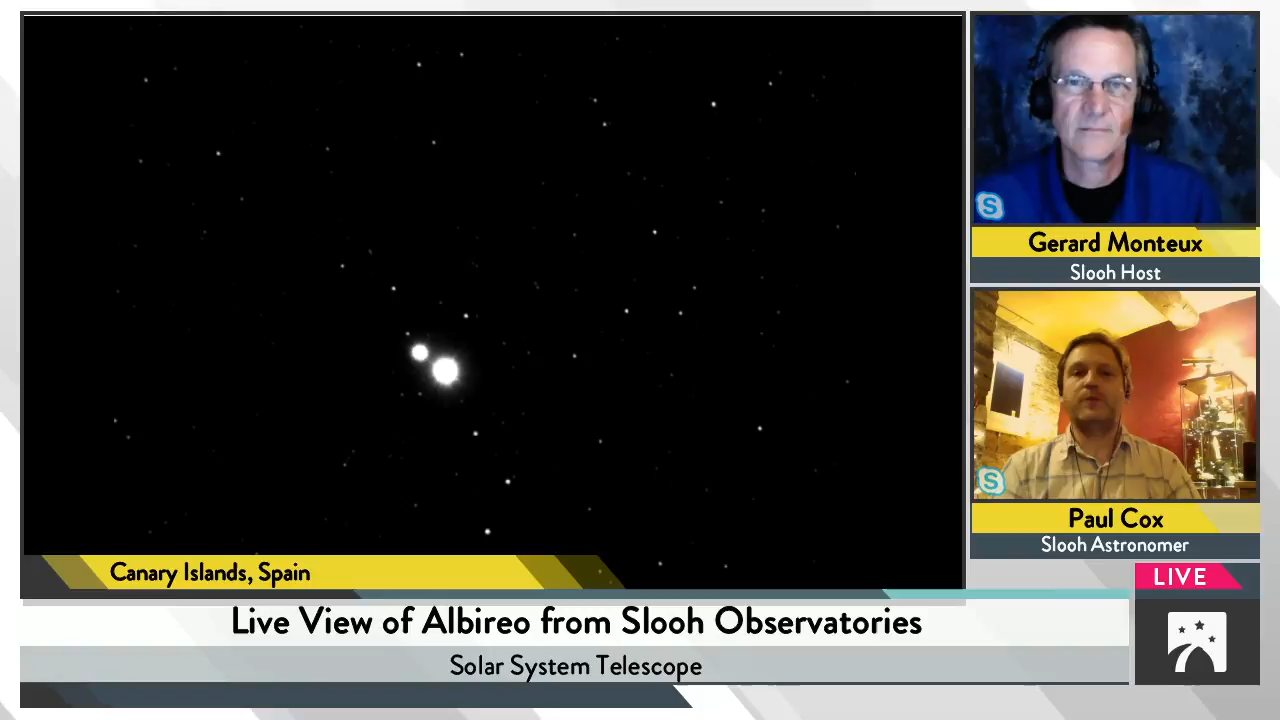 Gerard Monteux
Slooh Host
Paul Cox
Slooh Astronomer
Canary Islands, Spain
LIVE
Live View of Albireo from Slooh Observatories
Solar System Telescope